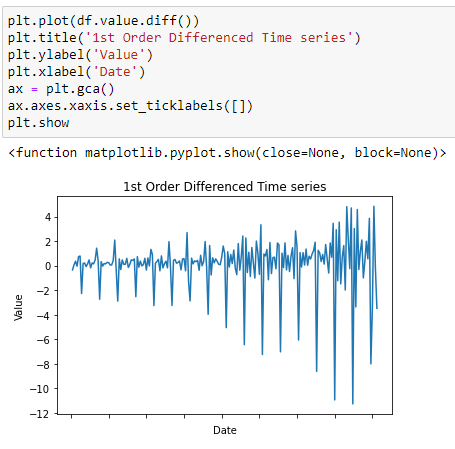 plt.plot(df.value.diff())
plt.title('1st Order Differenced Time series')
plt.ylabel('Value')
plt.xlabel('Date')
ax = plt.gca()
ax.axes.xaxis.set_ticklabels([])
plt.show
<function matplotlib.pyplot.show(close=None, block=None)>
1st Order Differenced Time series
4
2
0
−2
−4
−6
−8
−10
−12
Value
Date